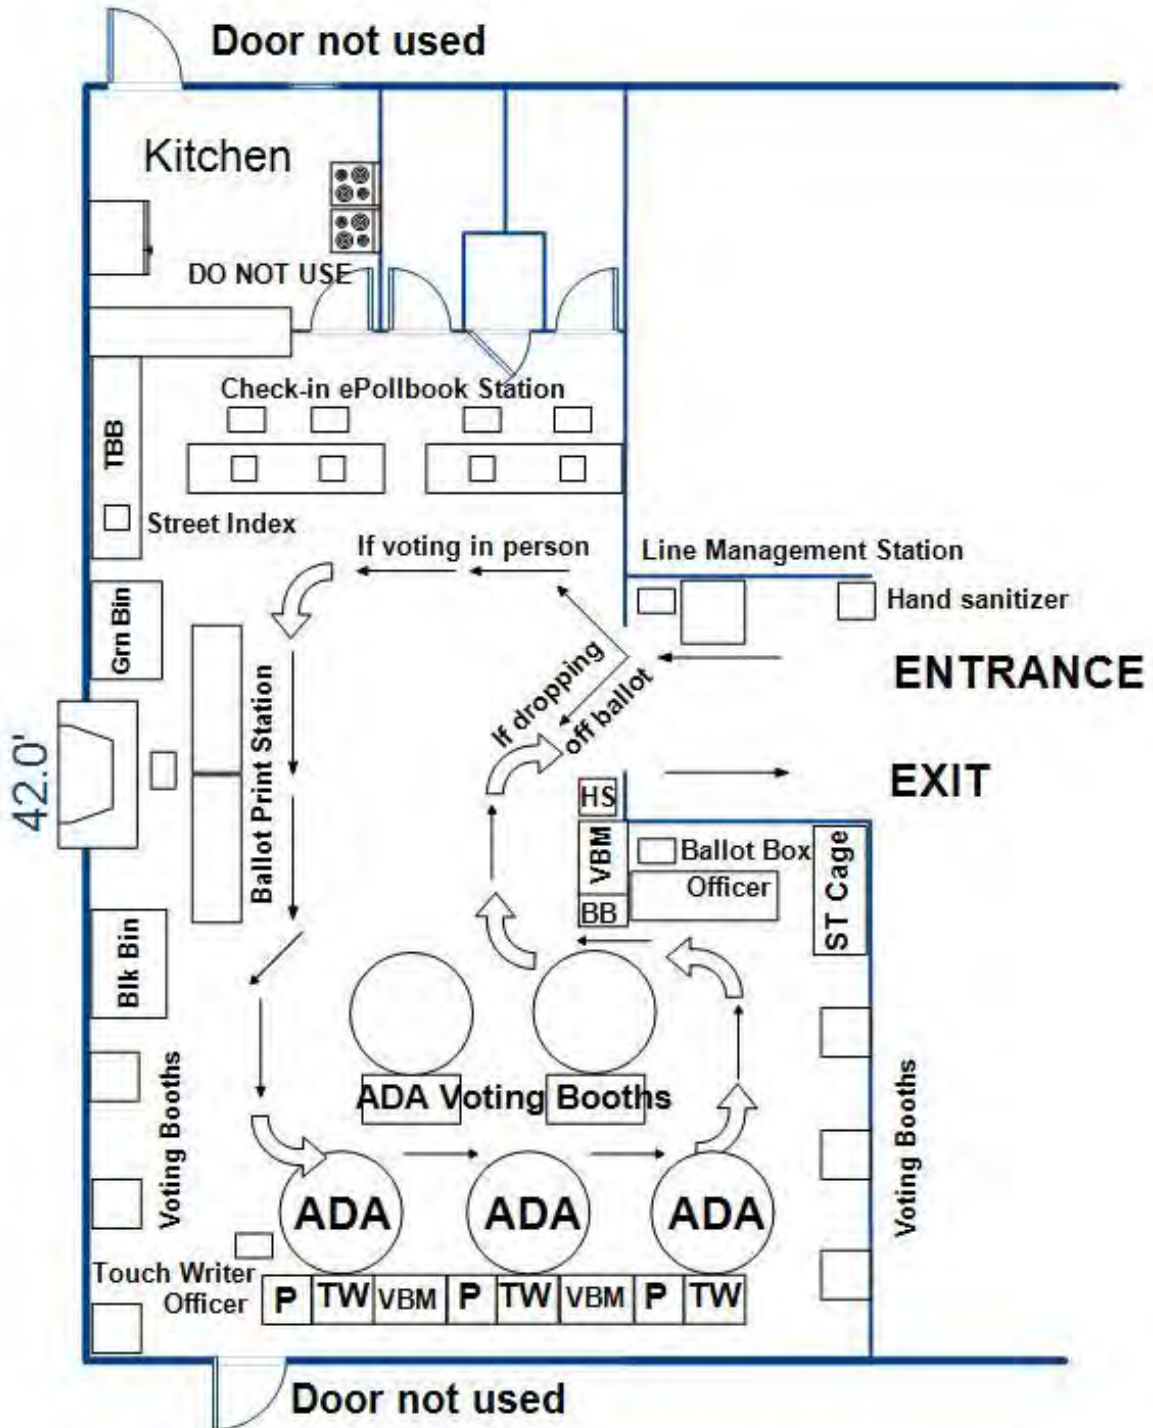 Door not used
Kitchen
DO NOT USE
Check-in ePollbook Station
TBB
Street Index
If voting in person
Line Management Station
Hand sanitizer
Grn Bin
ENTRANCE
If dropping
off ballot
Ballot Print Station
42.0'
EXIT
HS
VBM
Ballot Box
Officer
BB
ST Cage
Blk Bin
Voting Booths
ADA Voting Booths
Voting Booths
ADA
ADA
ADA
Touch Writer
Officer
P
TW
VBM
P
TW
VBM
P
TW
Door not used